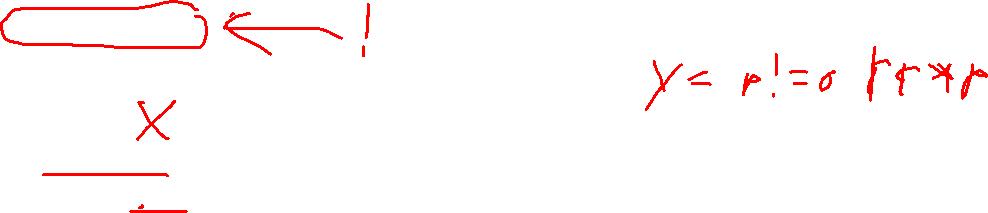 !
y = p != 0 && *p
X